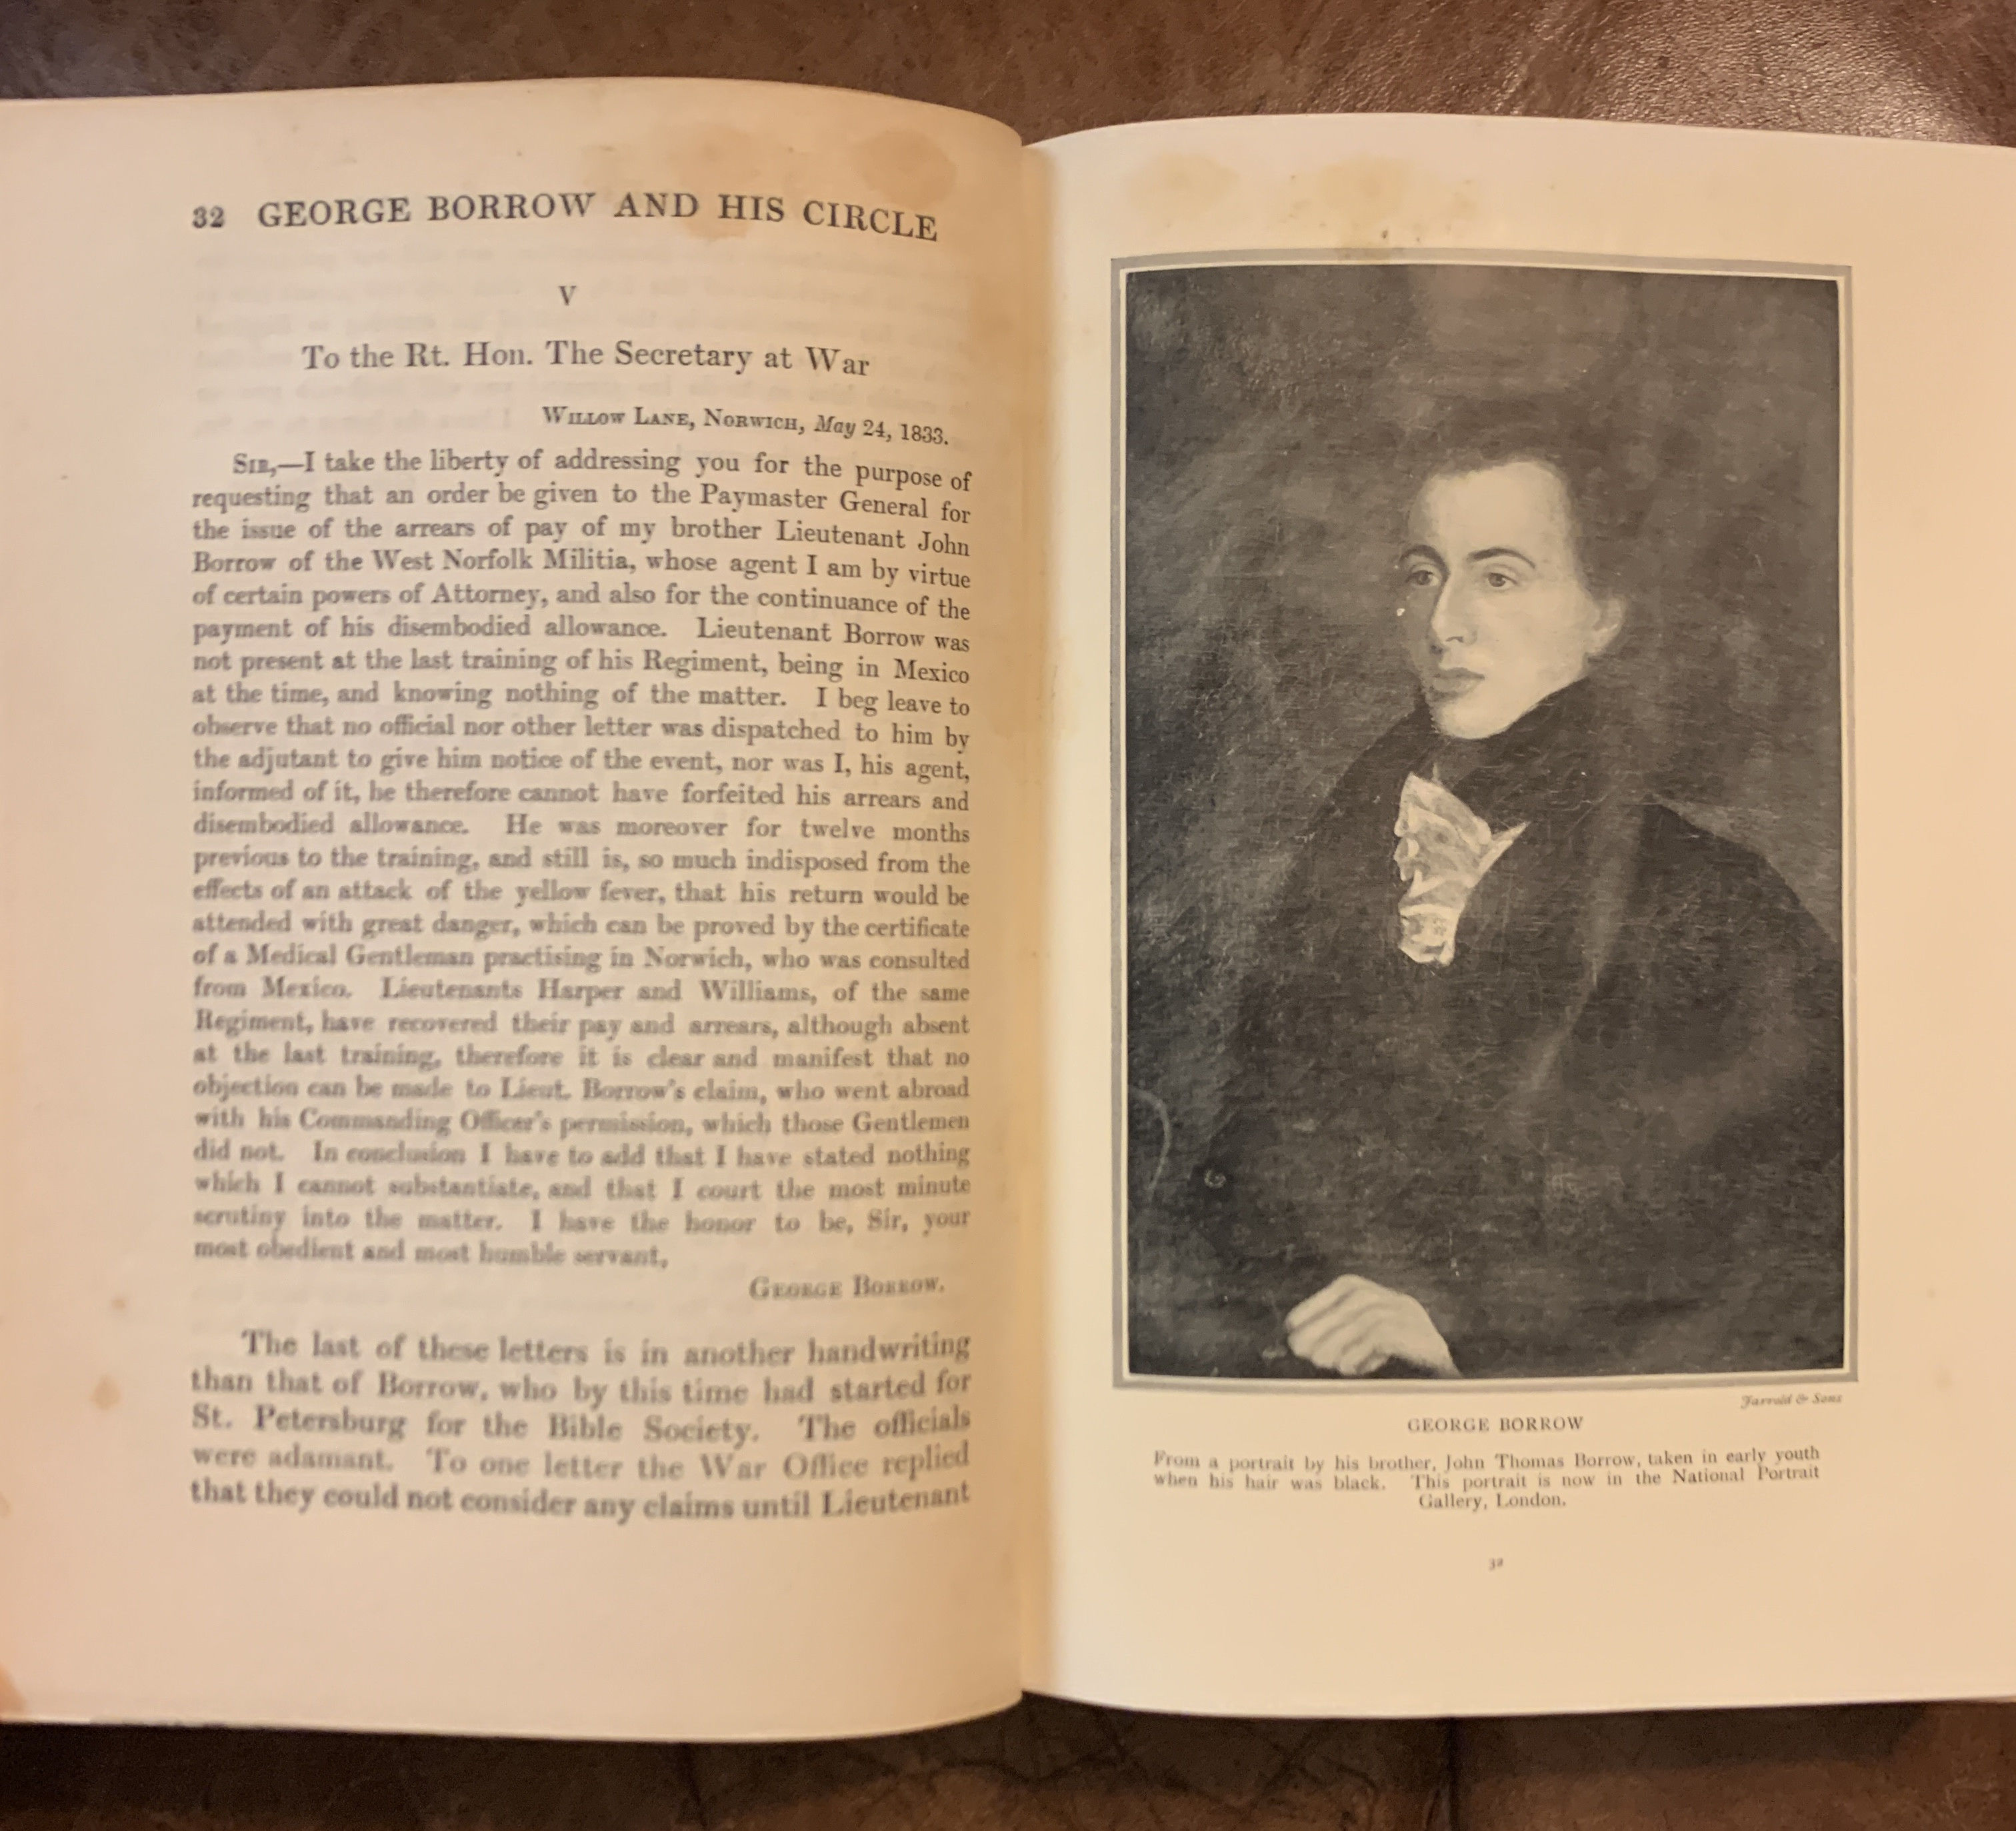 32 GEORGE BORROW AND HIS CIRCLE
V
To the Rt. Hon. The Secretary at War
WILLOW LANE, NORWICH, May 24, 1833.
SIR,—I take the liberty of addressing you for the purpose of
requesting that an order be given to the Paymaster General for
the issue of the arrears of pay of my brother Lieutenant John
Borrow of the West Norfolk Militia, whose agent I am by virtue
of certain powers of Attorney, and also for the continuance of the
payment of his disembodied allowance. Lieutenant Borrow was
not present at the last training of his Regiment, being in Mexico
at the time, and knowing nothing of the matter. I beg leave to
observe that no official nor other letter was dispatched to him by
the adjutant to give him notice of the event, nor was I, his agent,
informed of it, he therefore cannot have forfeited his arrears and
disembodied allowance. He was moreover for twelve months
previous to the training, and still is, so much indisposed from the
effects of an attack of the yellow fever, that his return would be
attended with great danger, which can be proved by the certificate
of a Medical Gentleman practising in Norwich, who was consulted
from Mexico. Lieutenants Harper and Williams, of the same
Regiment, have recovered their pay and arrears, although absent
at the last training, therefore it is clear and manifest that no
objection can be made to Lieut. Borrow's claim, who went abroad
with his Commanding Officer's permission, which those Gentlemen
did not. In conclusion I have to add that I have stated nothing
which I cannot substantiate, and that I court the most minute
scrutiny into the matter. I have the honor to be, Sir, your
most obedient and most humble servant,
GEORGE BORROW.
The last of these letters is in another handwriting
than that of Borrow, who by this time had started for
St. Petersburg for the Bible Society. The officials
were adamant. To one letter the War Office replied
that they could not consider any claims until Lieutenant
Jarrold & Sons
GEORGE BORROW
From a portrait by his brother, John Thomas Borrow, taken in early youth
when his hair was black. This portrait is now in the National Portrait
Gallery, London.
32